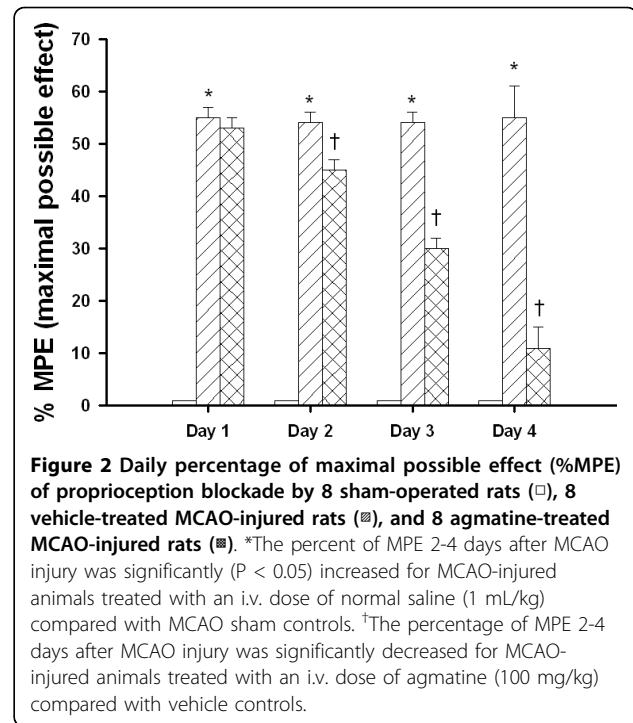 70
60
50
40
30
20
10
0
% MPE (maximal possible effect)
* * * *
† † †
Day 1 Day 2 Day 3 Day 4
Figure 2 Daily percentage of maximal possible effect (%MPE)
of proprioception blockade by 8 sham-operated rats (□), 8
vehicle-treated MCAO-injured rats (▨), and 8 agmatine-treated
MCAO-injured rats (▩). *The percent of MPE 2-4 days after MCAO
injury was significantly (P < 0.05) increased for MCAO-injured
animals treated with an i.v. dose of normal saline (1 mL/kg)
compared with MCAO sham controls. †The percentage of MPE 2-4
days after MCAO injury was significantly decreased for MCAO-
injured animals treated with an i.v. dose of agmatine (100 mg/kg)
compared with vehicle controls.